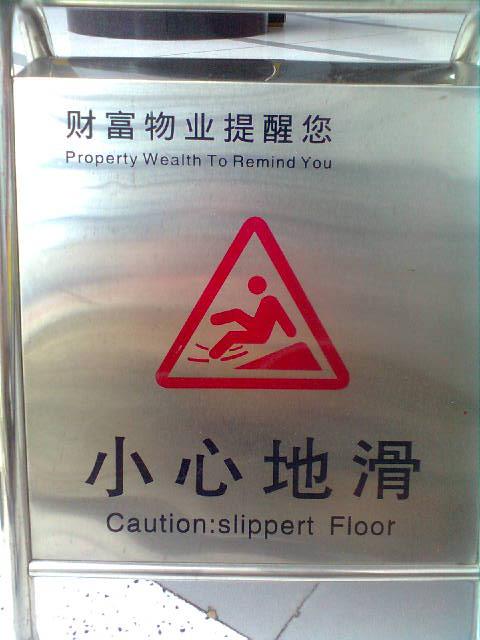 财富物业提醒您
Property Wealth To Remind You
小心地滑
Caution:slippert Floor